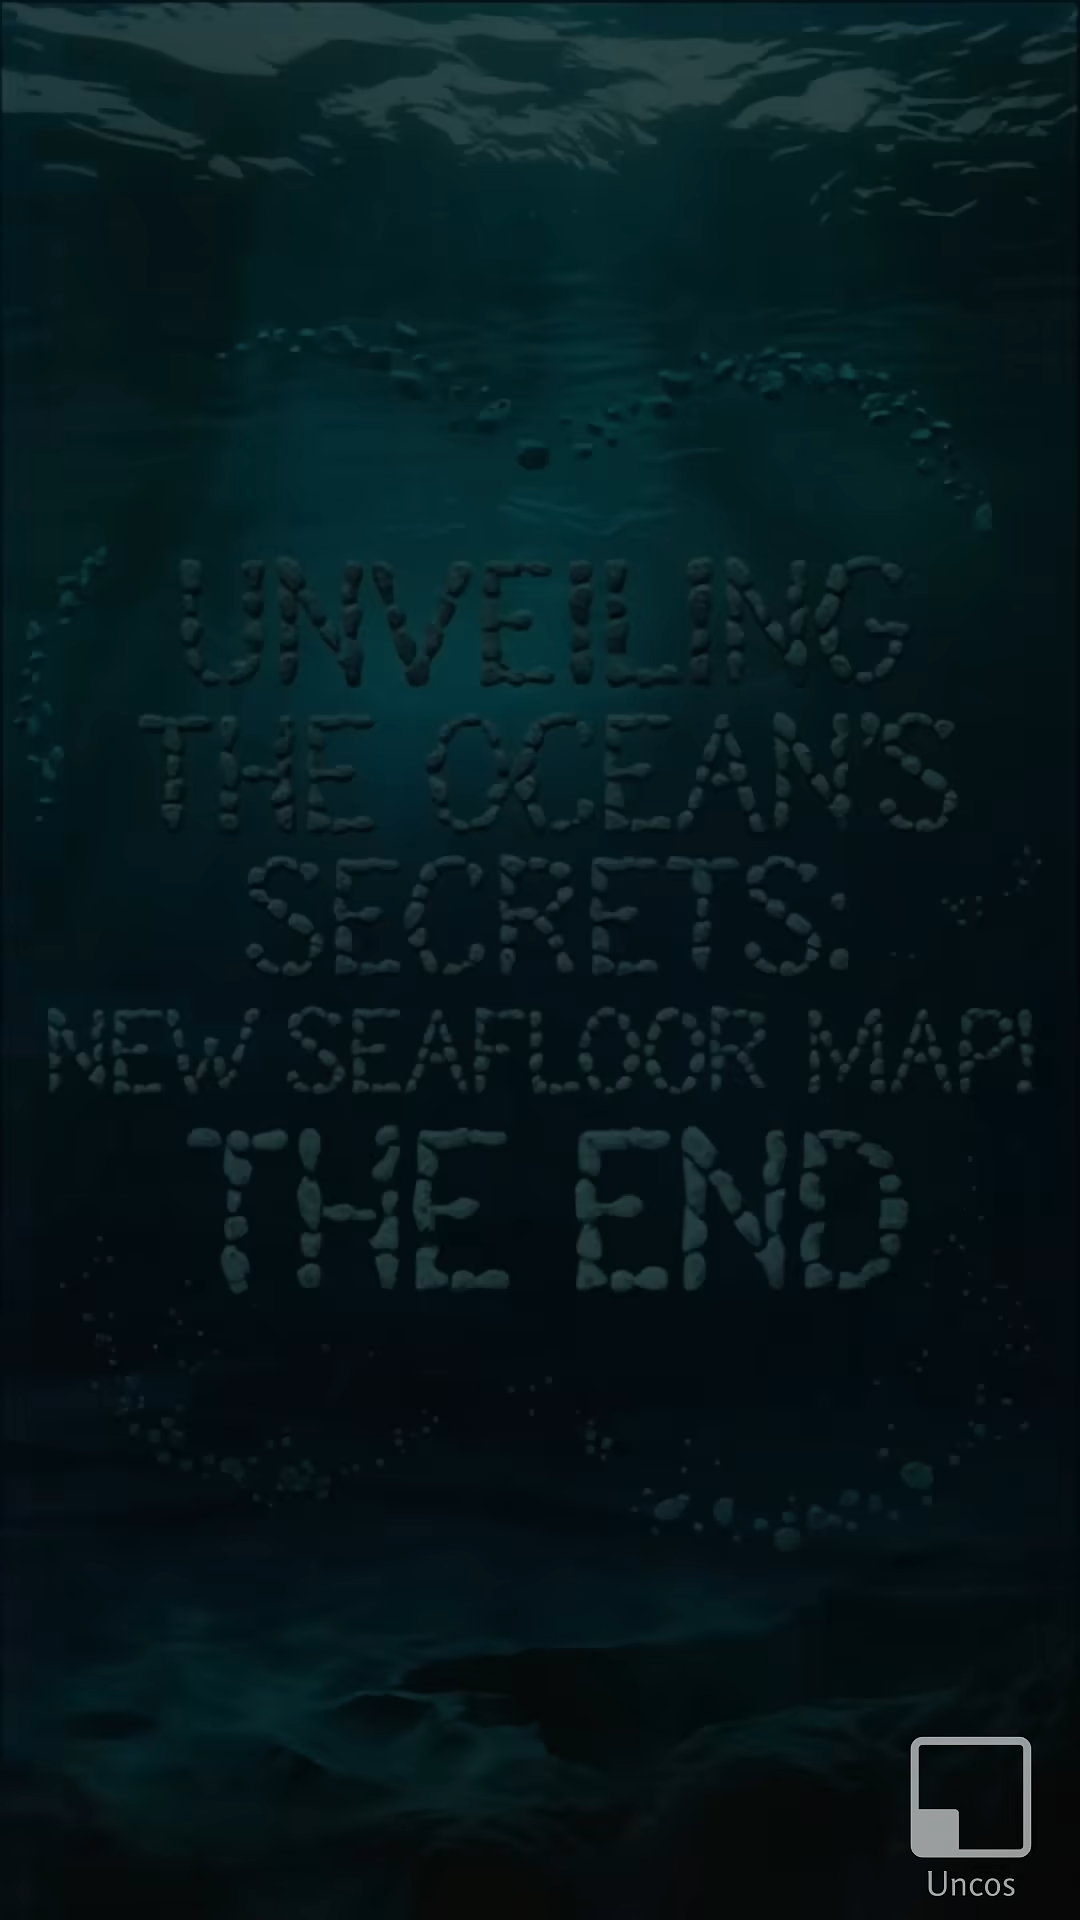 UNVEILING
THE OCEAN'S
SECRETS:
NEW SEAFLOOR MAP!
THE END
Uncos